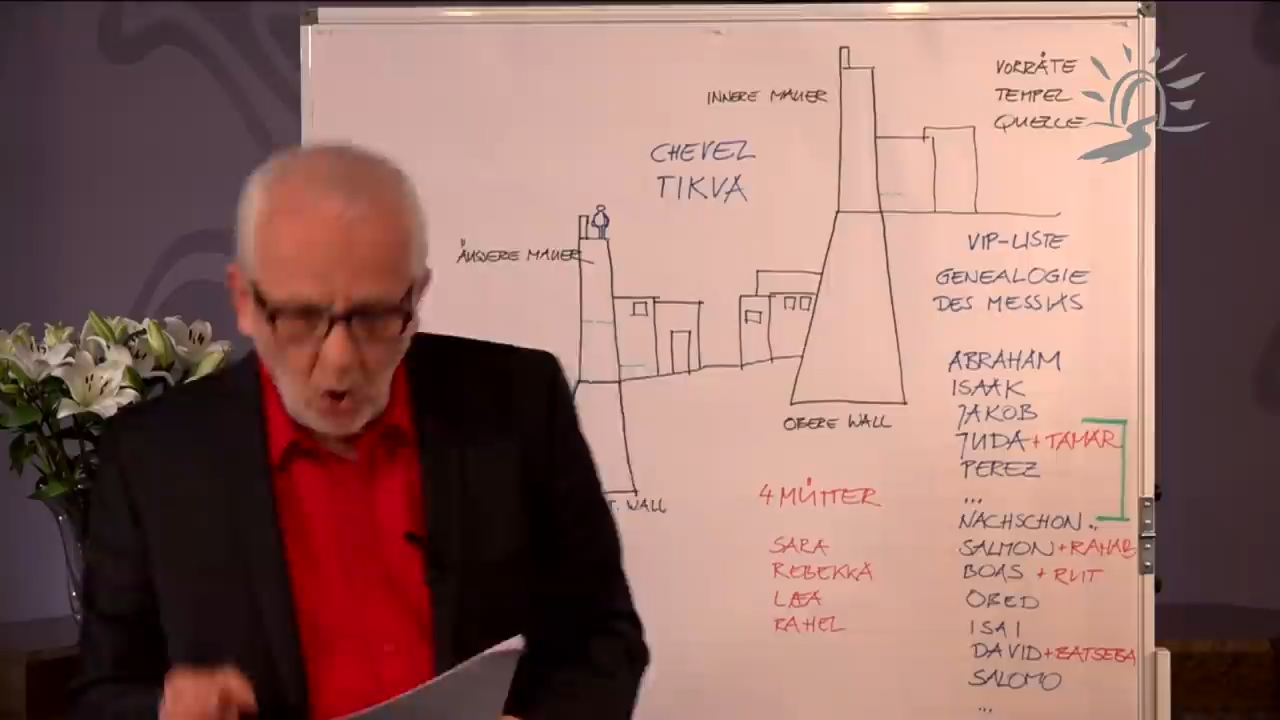 INNERE MAUER
VORRÄTE
TEMPEL
QUELLE
CHEVEL
TIKVA
ÄUSSERE MAUER
VIP-LISTE
GENEALOGIE
DES MESSIAS
ABRAHAM
ISAAK
JAKOB
JUDA + TAMAR
PEREZ
...
NACHSCHON..
SALMON + RAHAB
BOAS + RUT
OBED
ISAI
DAVID + BATSEBA
SALOMO
...
OBERE WALL
T. WALL
4 MÜTTER
SARA
REBEKKA
LEA
RAHEL